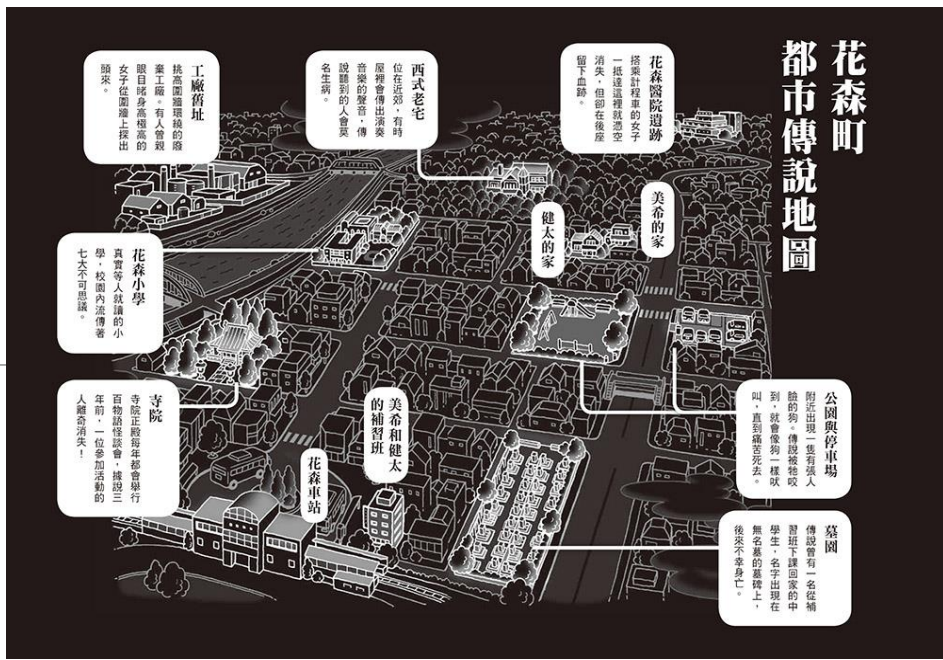 花森町
都市傳說地圖
花森醫院遺跡
搭乘計程車的女子
一抵達這裡就憑空
消失，但卻在後座
留下血跡。
西式老宅
位在近郊，有時
屋裡會傳出演奏
音樂的聲音，傳
說聽到的人會莫
名生病。
工廠舊址
挑高圍牆環繞的廢
棄工廠。有人曾親
眼目睹身高極高的
女子從圍牆上探出
頭來。
美希的家
健太的家
花森小學
真實等人就讀的小
學，校園內流傳著
七大不可思議。
公園與停車場
附近出現一隻有張人
臉的狗。傳說被牠咬
到，就會像狗一樣吠
叫，直到痛苦死去。
寺院
寺院正殿每年都會舉行
百物語怪談會，據說三
年前，一位參加活動的
人離奇消失！
美希和健太
的補習班
花森車站
墓園
傳說曾有一名從補
習班下課回家的中
學生，名字出現在
無名墓的墓碑上，
後來不幸身亡。